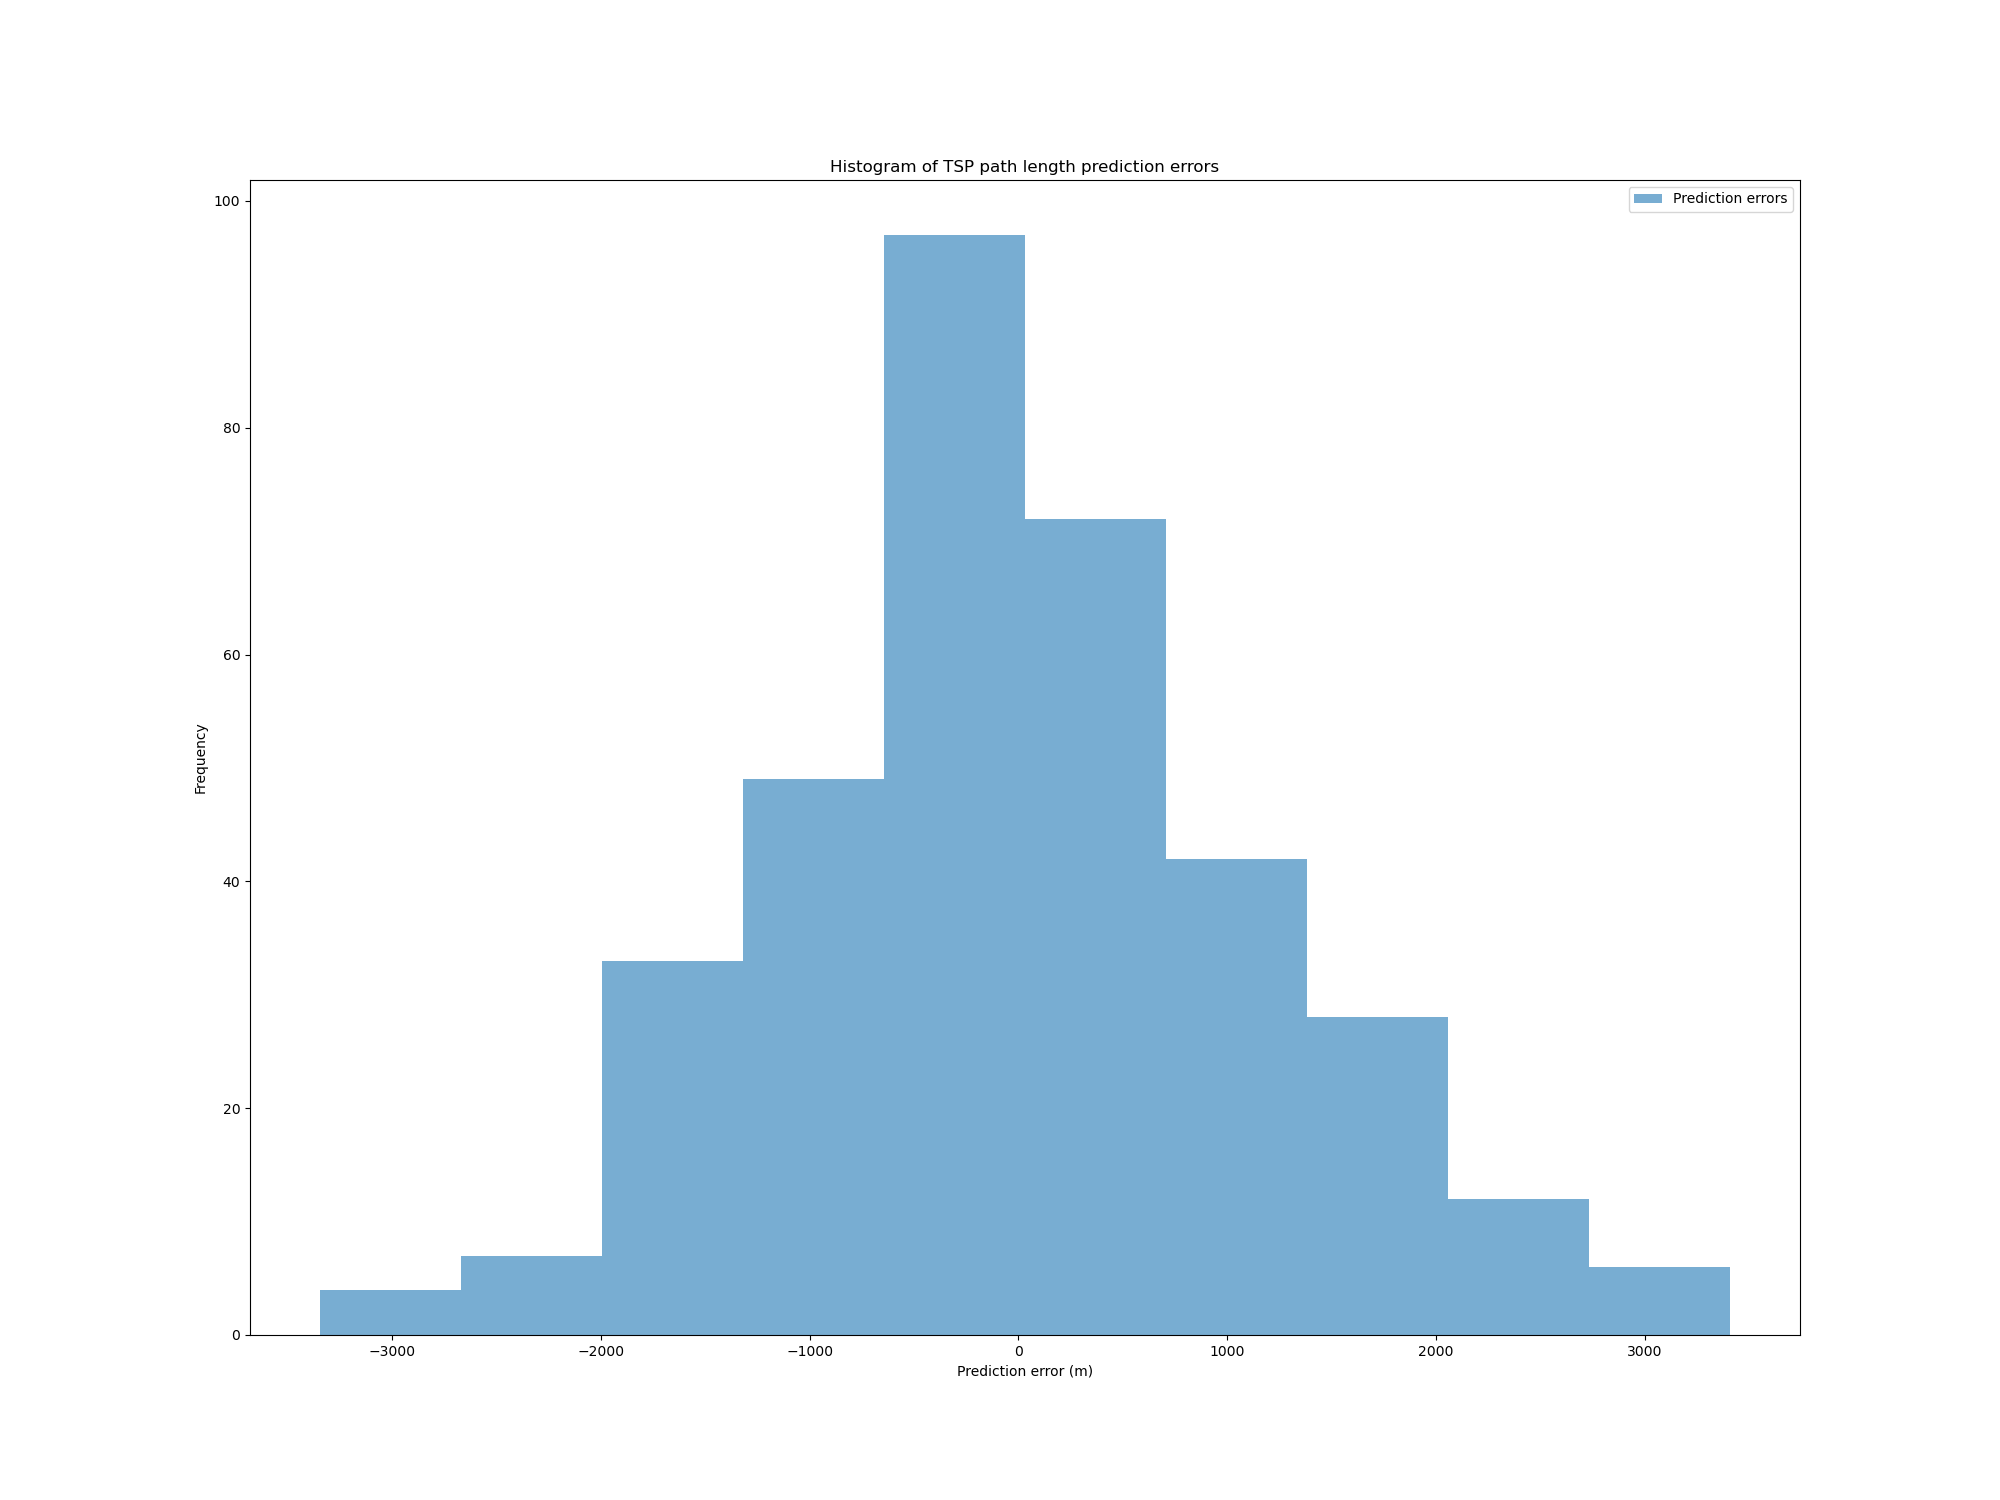 Histogram of TSP path length prediction errors
Prediction errors
100
80
60
40
20
0
Frequency
−3000 −2000 −1000 0 1000 2000 3000
Prediction error (m)